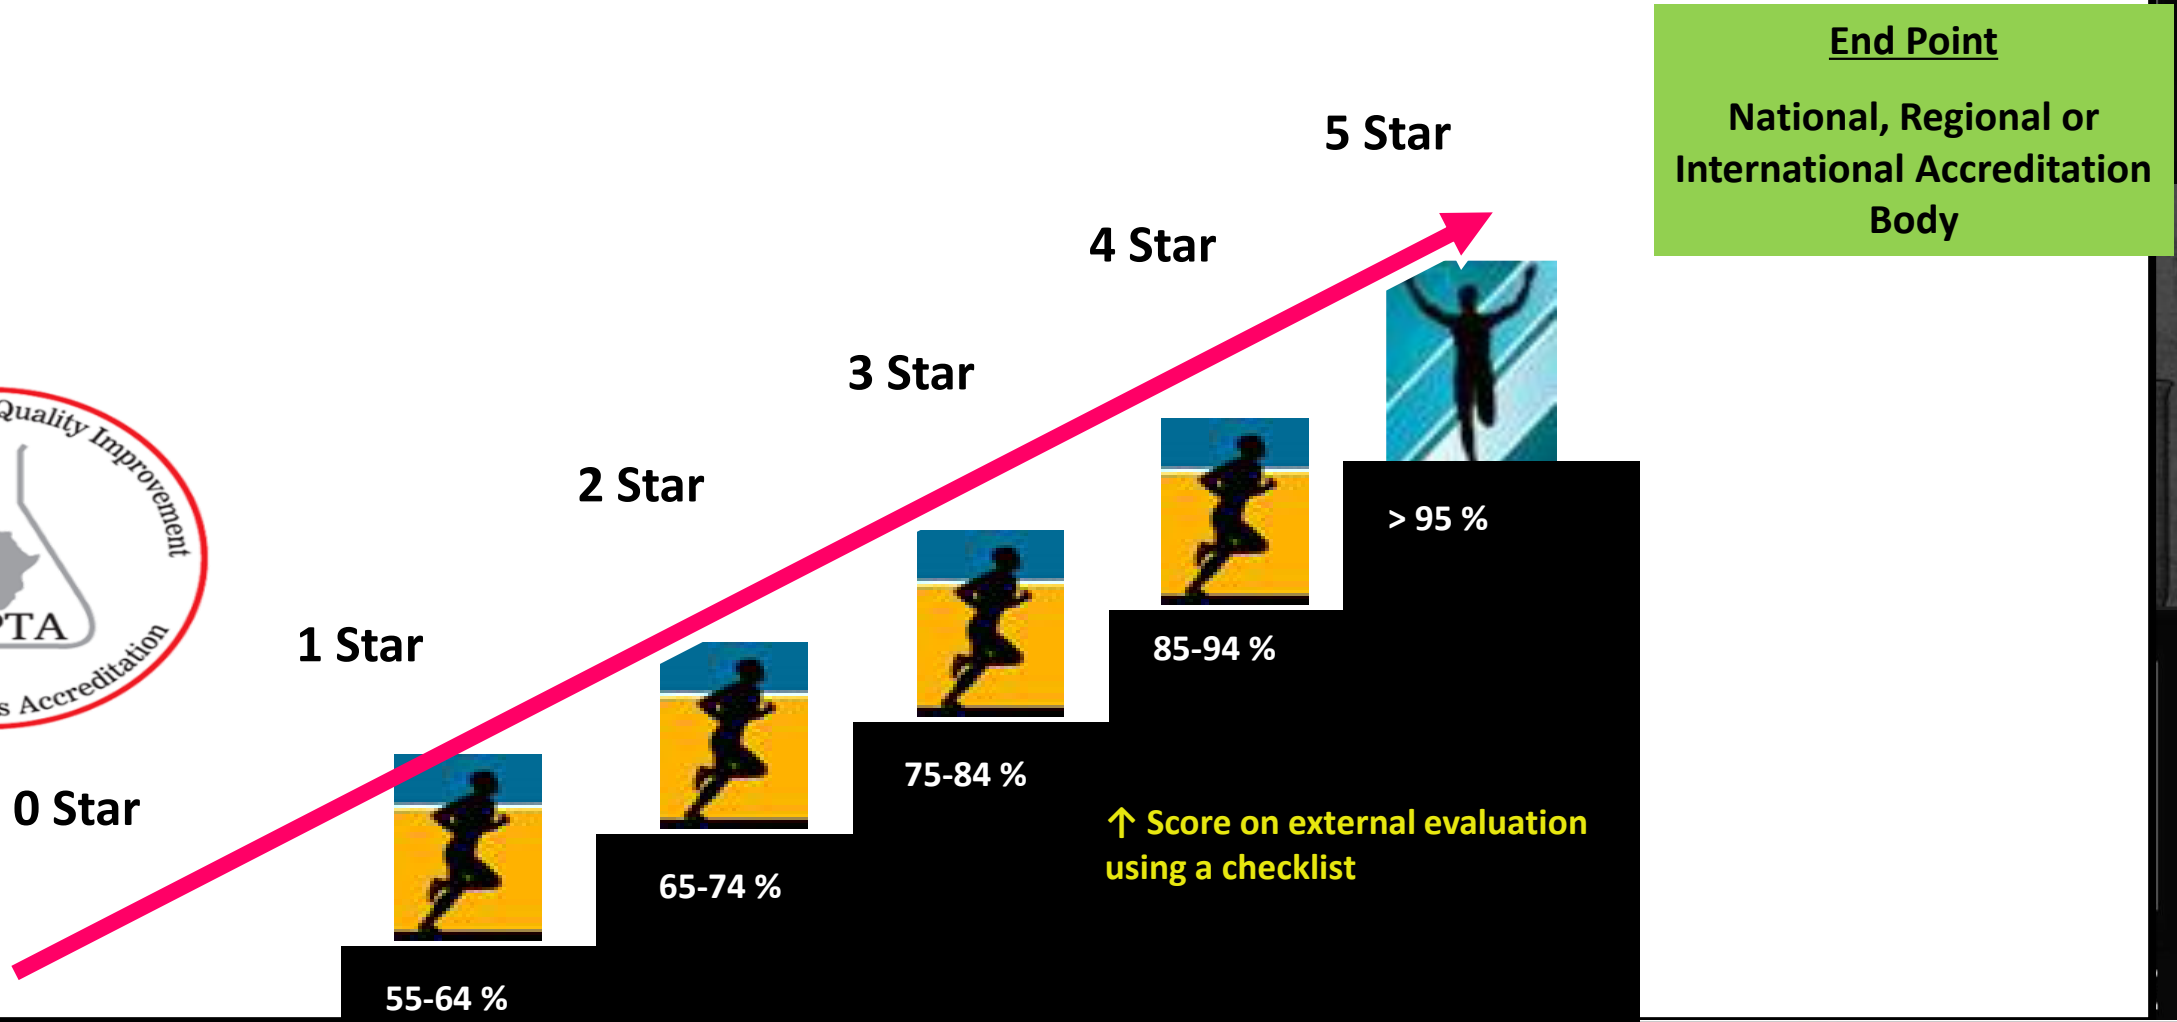 End Point
National, Regional or
International Accreditation
Body
5 Star
4 Star
3 Star
2 Star
1 Star
0 Star
Quality Improvement
Accreditation
> 95 %
85-94 %
75-84 %
65-74 %
55-64 %
↑ Score on external evaluation
using a checklist